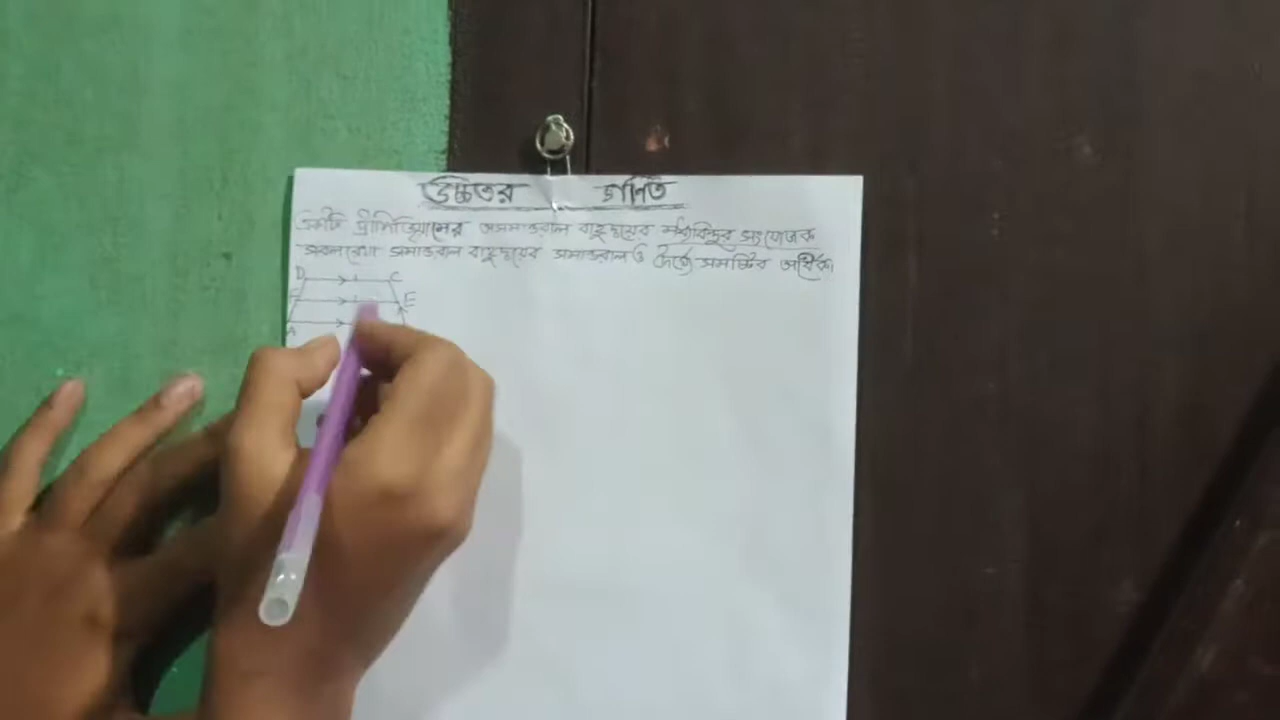 উচ্চতর গণিত
একটি ট্রাপিজিয়ামের অসমান্তরাল বাহুদ্বয়ের মধ্যবিন্দুর সংযোজক
সরলরেখা সমান্তরাল বাহুদ্বয়ের সমান্তরাল ও দৈর্ঘ্যে সমষ্টির অর্ধেক।
D C
F E
A